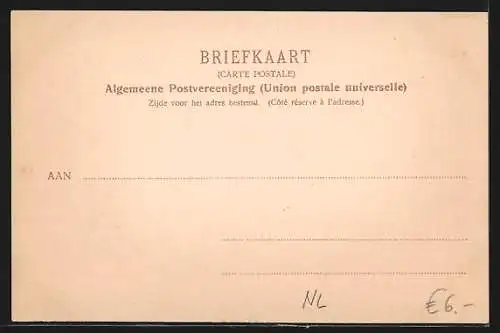 BRIEFKAART
(CARTE POSTALE)
Algemeene Postvereeniging (Union postale universelle)
Zijde voor het adres bestemd. (Côté réservé à l'adresse.)
AAN
NL €6.-